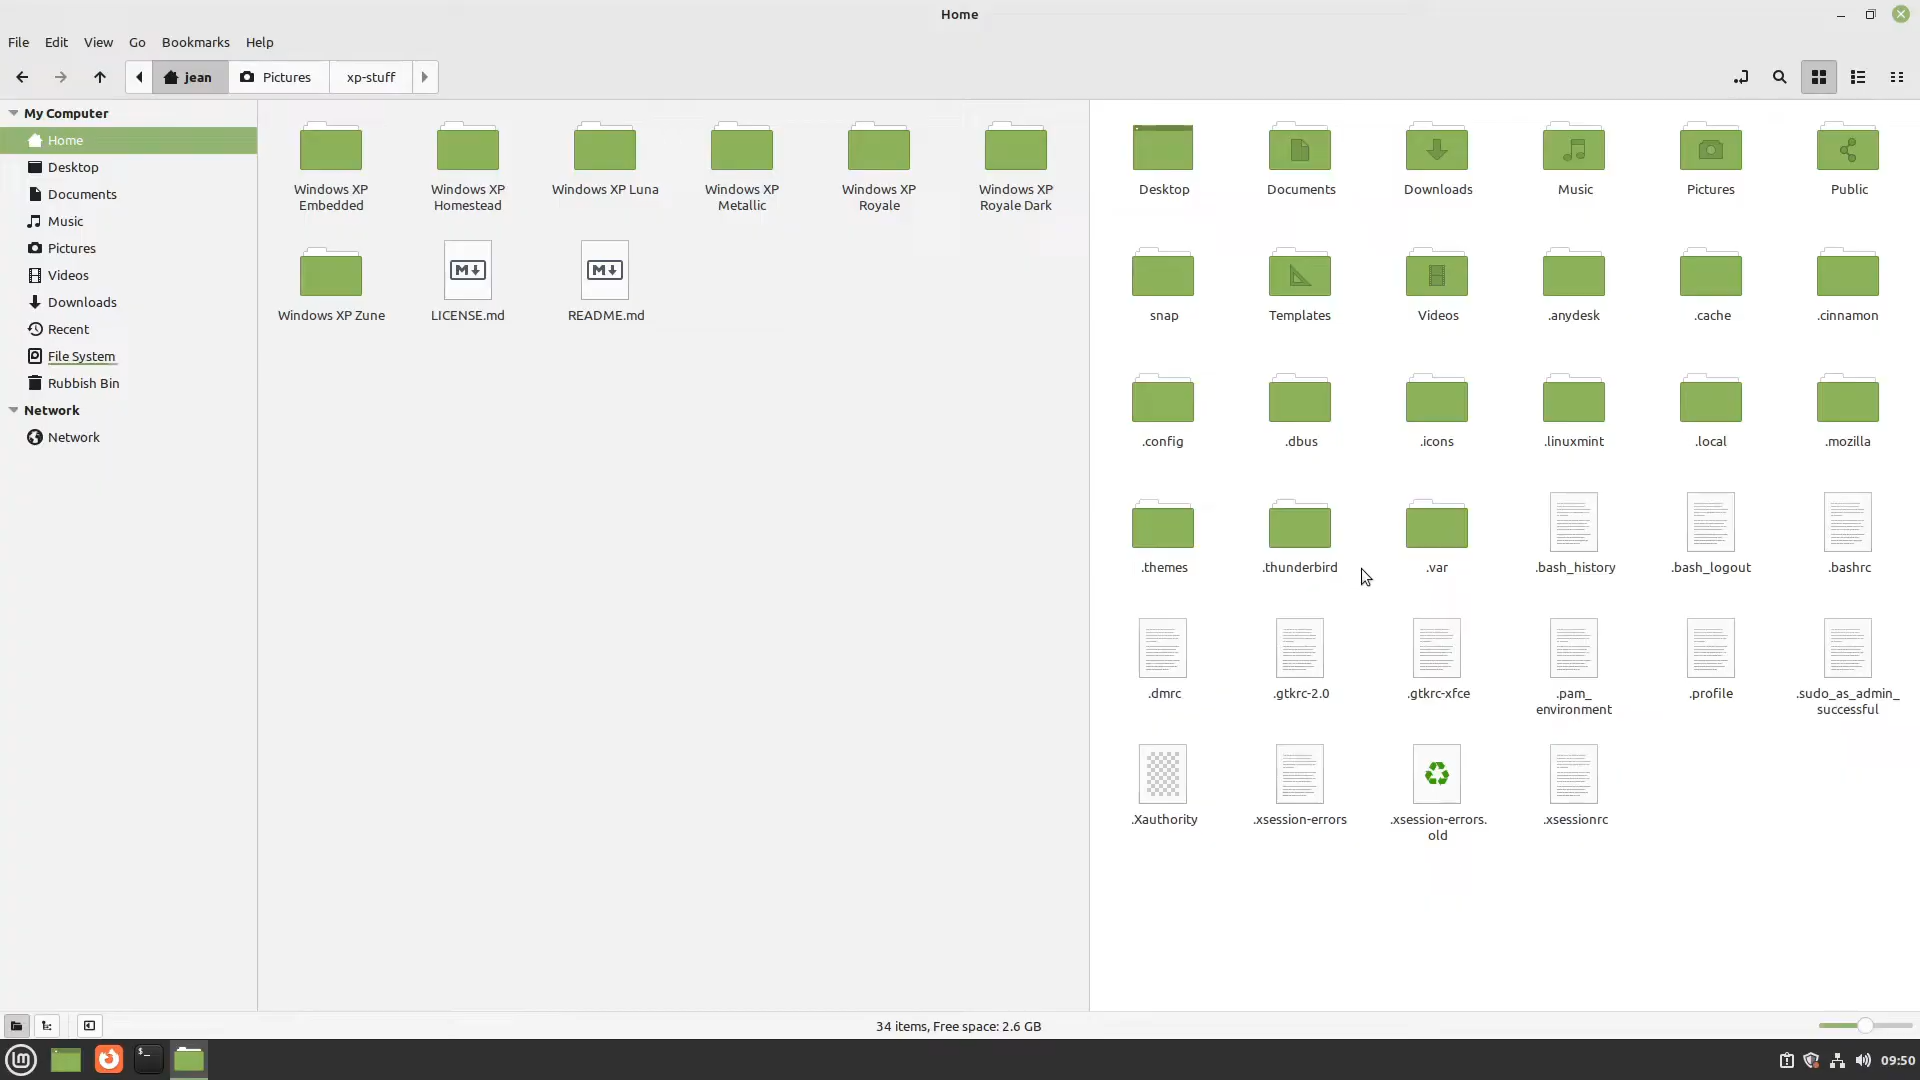 Home
File Edit View Go Bookmarks Help
jean Pictures xp-stuff
My Computer
Home
Desktop
Documents
Music
Pictures
Videos
Downloads
Recent
File System
Rubbish Bin
Network
Network
Windows XP
Embedded
Windows XP
Homestead
Windows XP Luna
Windows XP
Metallic
Windows XP
Royale
Windows XP
Royale Dark
Windows XP Zune
LICENSE.md
README.md
Desktop
Documents
Downloads
Music
Pictures
Public
snap
Templates
Videos
.anydesk
.cache
.cinnamon
.config
.dbus
.icons
.linuxmint
.local
.mozilla
.themes
.thunderbird
.var
.bash_history
.bash_logout
.bashrc
.dmrc
.gtkrc-2.0
.gtkrc-xfce
.pam_
environment
.profile
.sudo_as_admin_
successful
.Xauthority
.xsession-errors
.xsession-errors.
old
.xsessionrc
34 items, Free space: 2.6 GB
09:50